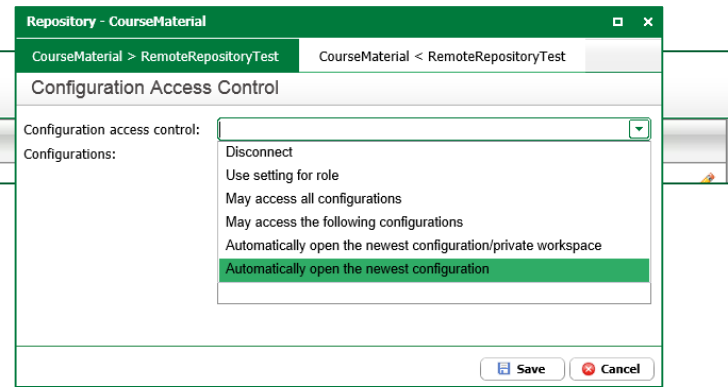 Repository - CourseMaterial
CourseMaterial > RemoteRepositoryTest
CourseMaterial < RemoteRepositoryTest
Configuration Access Control
Configuration access control:
Configurations:
Disconnect
Use setting for role
May access all configurations
May access the following configurations
Automatically open the newest configuration/private workspace
Automatically open the newest configuration
Save
Cancel